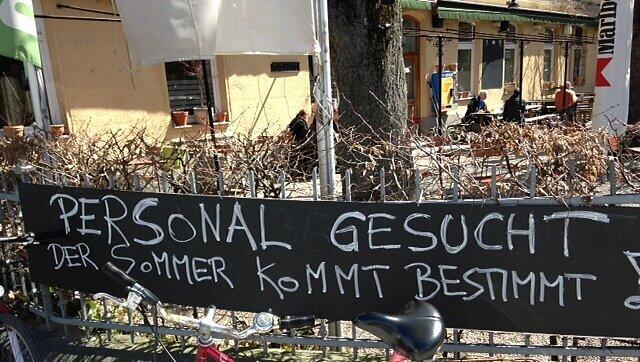 PERSONAL GESUCHT
DER SOMMER KOMMT BESTIMMT !